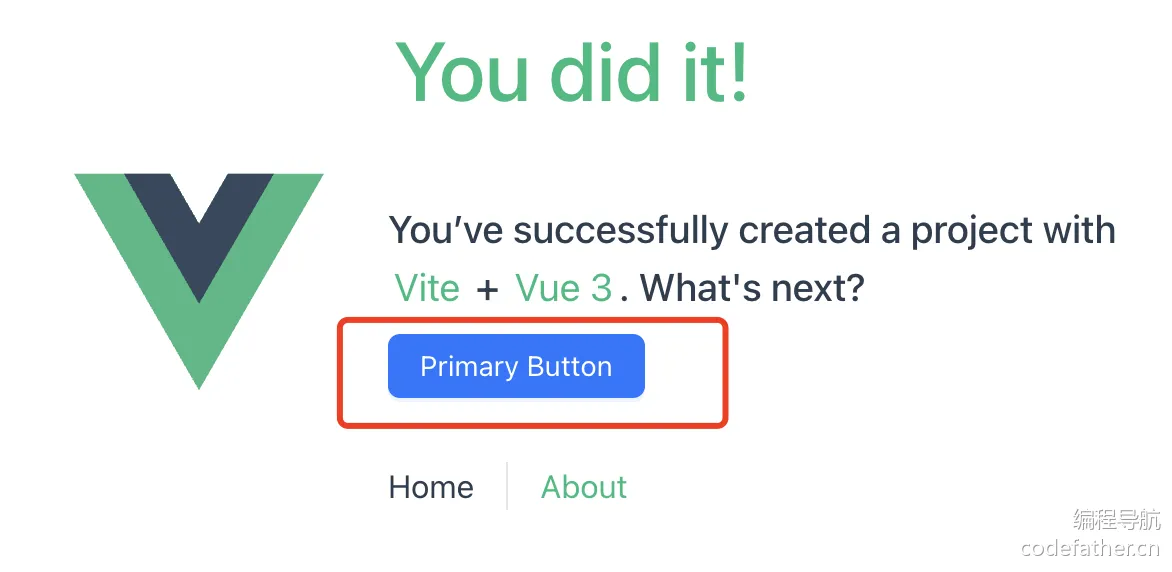 You did it!
You’ve successfully created a project with
Vite + Vue 3. What's next?
Primary Button
Home About
编程导航
codefather.cn